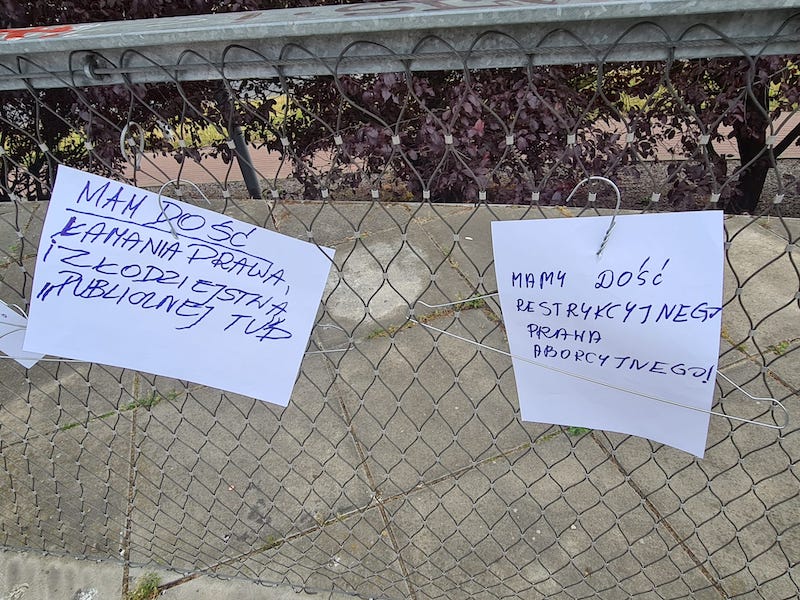 MAM DOŚĆ
ŁAMANIA PRAWA,
I ZŁODZIEJSTWA
„PUBLICZNEJ TVP
MAMY DOŚĆ
RESTRYKCYJNEGO
PRAWA
ABORCYJNEGO!